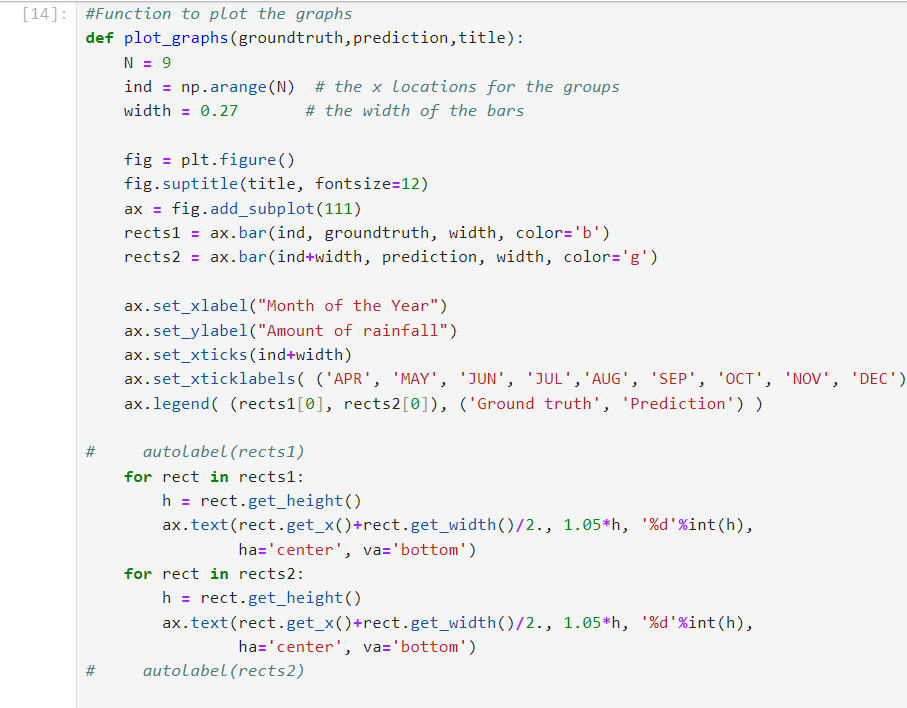 [14]: #Function to plot the graphs
def plot_graphs(groundtruth,prediction,title):
    N = 9
    ind = np.arange(N)  # the x locations for the groups
    width = 0.27       # the width of the bars

    fig = plt.figure()
    fig.suptitle(title, fontsize=12)
    ax = fig.add_subplot(111)
    rects1 = ax.bar(ind, groundtruth, width, color='b')
    rects2 = ax.bar(ind+width, prediction, width, color='g')

    ax.set_xlabel("Month of the Year")
    ax.set_ylabel("Amount of rainfall")
    ax.set_xticks(ind+width)
    ax.set_xticklabels( ('APR', 'MAY', 'JUN', 'JUL','AUG', 'SEP', 'OCT', 'NOV', 'DEC')
    ax.legend( (rects1[0], rects2[0]), ('Ground truth', 'Prediction') )

#     autolabel(rects1)
    for rect in rects1:
        h = rect.get_height()
        ax.text(rect.get_x()+rect.get_width()/2., 1.05*h, '%d'%int(h),
                ha='center', va='bottom')
    for rect in rects2:
        h = rect.get_height()
        ax.text(rect.get_x()+rect.get_width()/2., 1.05*h, '%d'%int(h),
                ha='center', va='bottom')
#     autolabel(rects2)